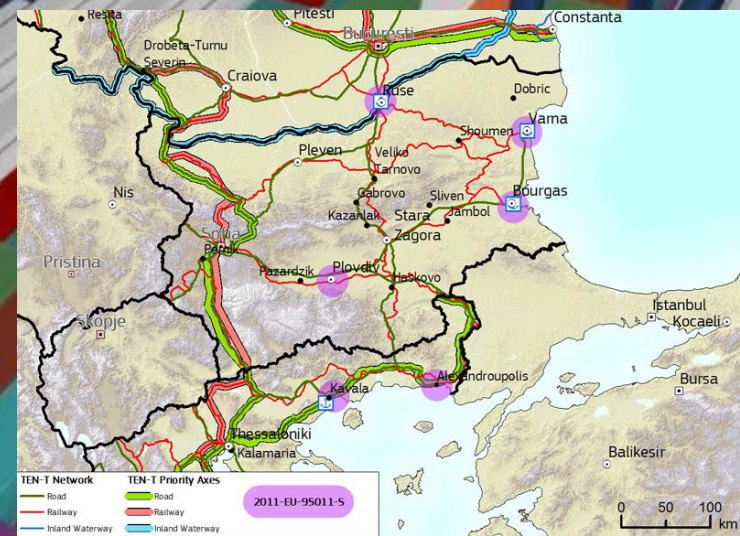 Resita
Pitesti
Constanta
Bucuresti
Drobeta-Turnu
Severin
Craiova
Ruse
Dobric
Varna
Shoumen
Pleven
Veliko
Tarnovo
Nis
Gabrovo
Sliven
Bourgas
Kazanlak
Stara
Zagora
Jambol
Sofia
Pernik
Pristina
Pazardzik
Plovdiv
Haskovo
Skopje
Istanbul
Kocaeli
Alexandroupolis
Kavala
Bursa
Thessaloniki
Kalamaria
Balikesir
TEN-T Network
Road
Railway
Inland Waterway
TEN-T Priority Axes
Road
Railway
Inland Waterway
2011-EU-95011-S
0 50 100
km